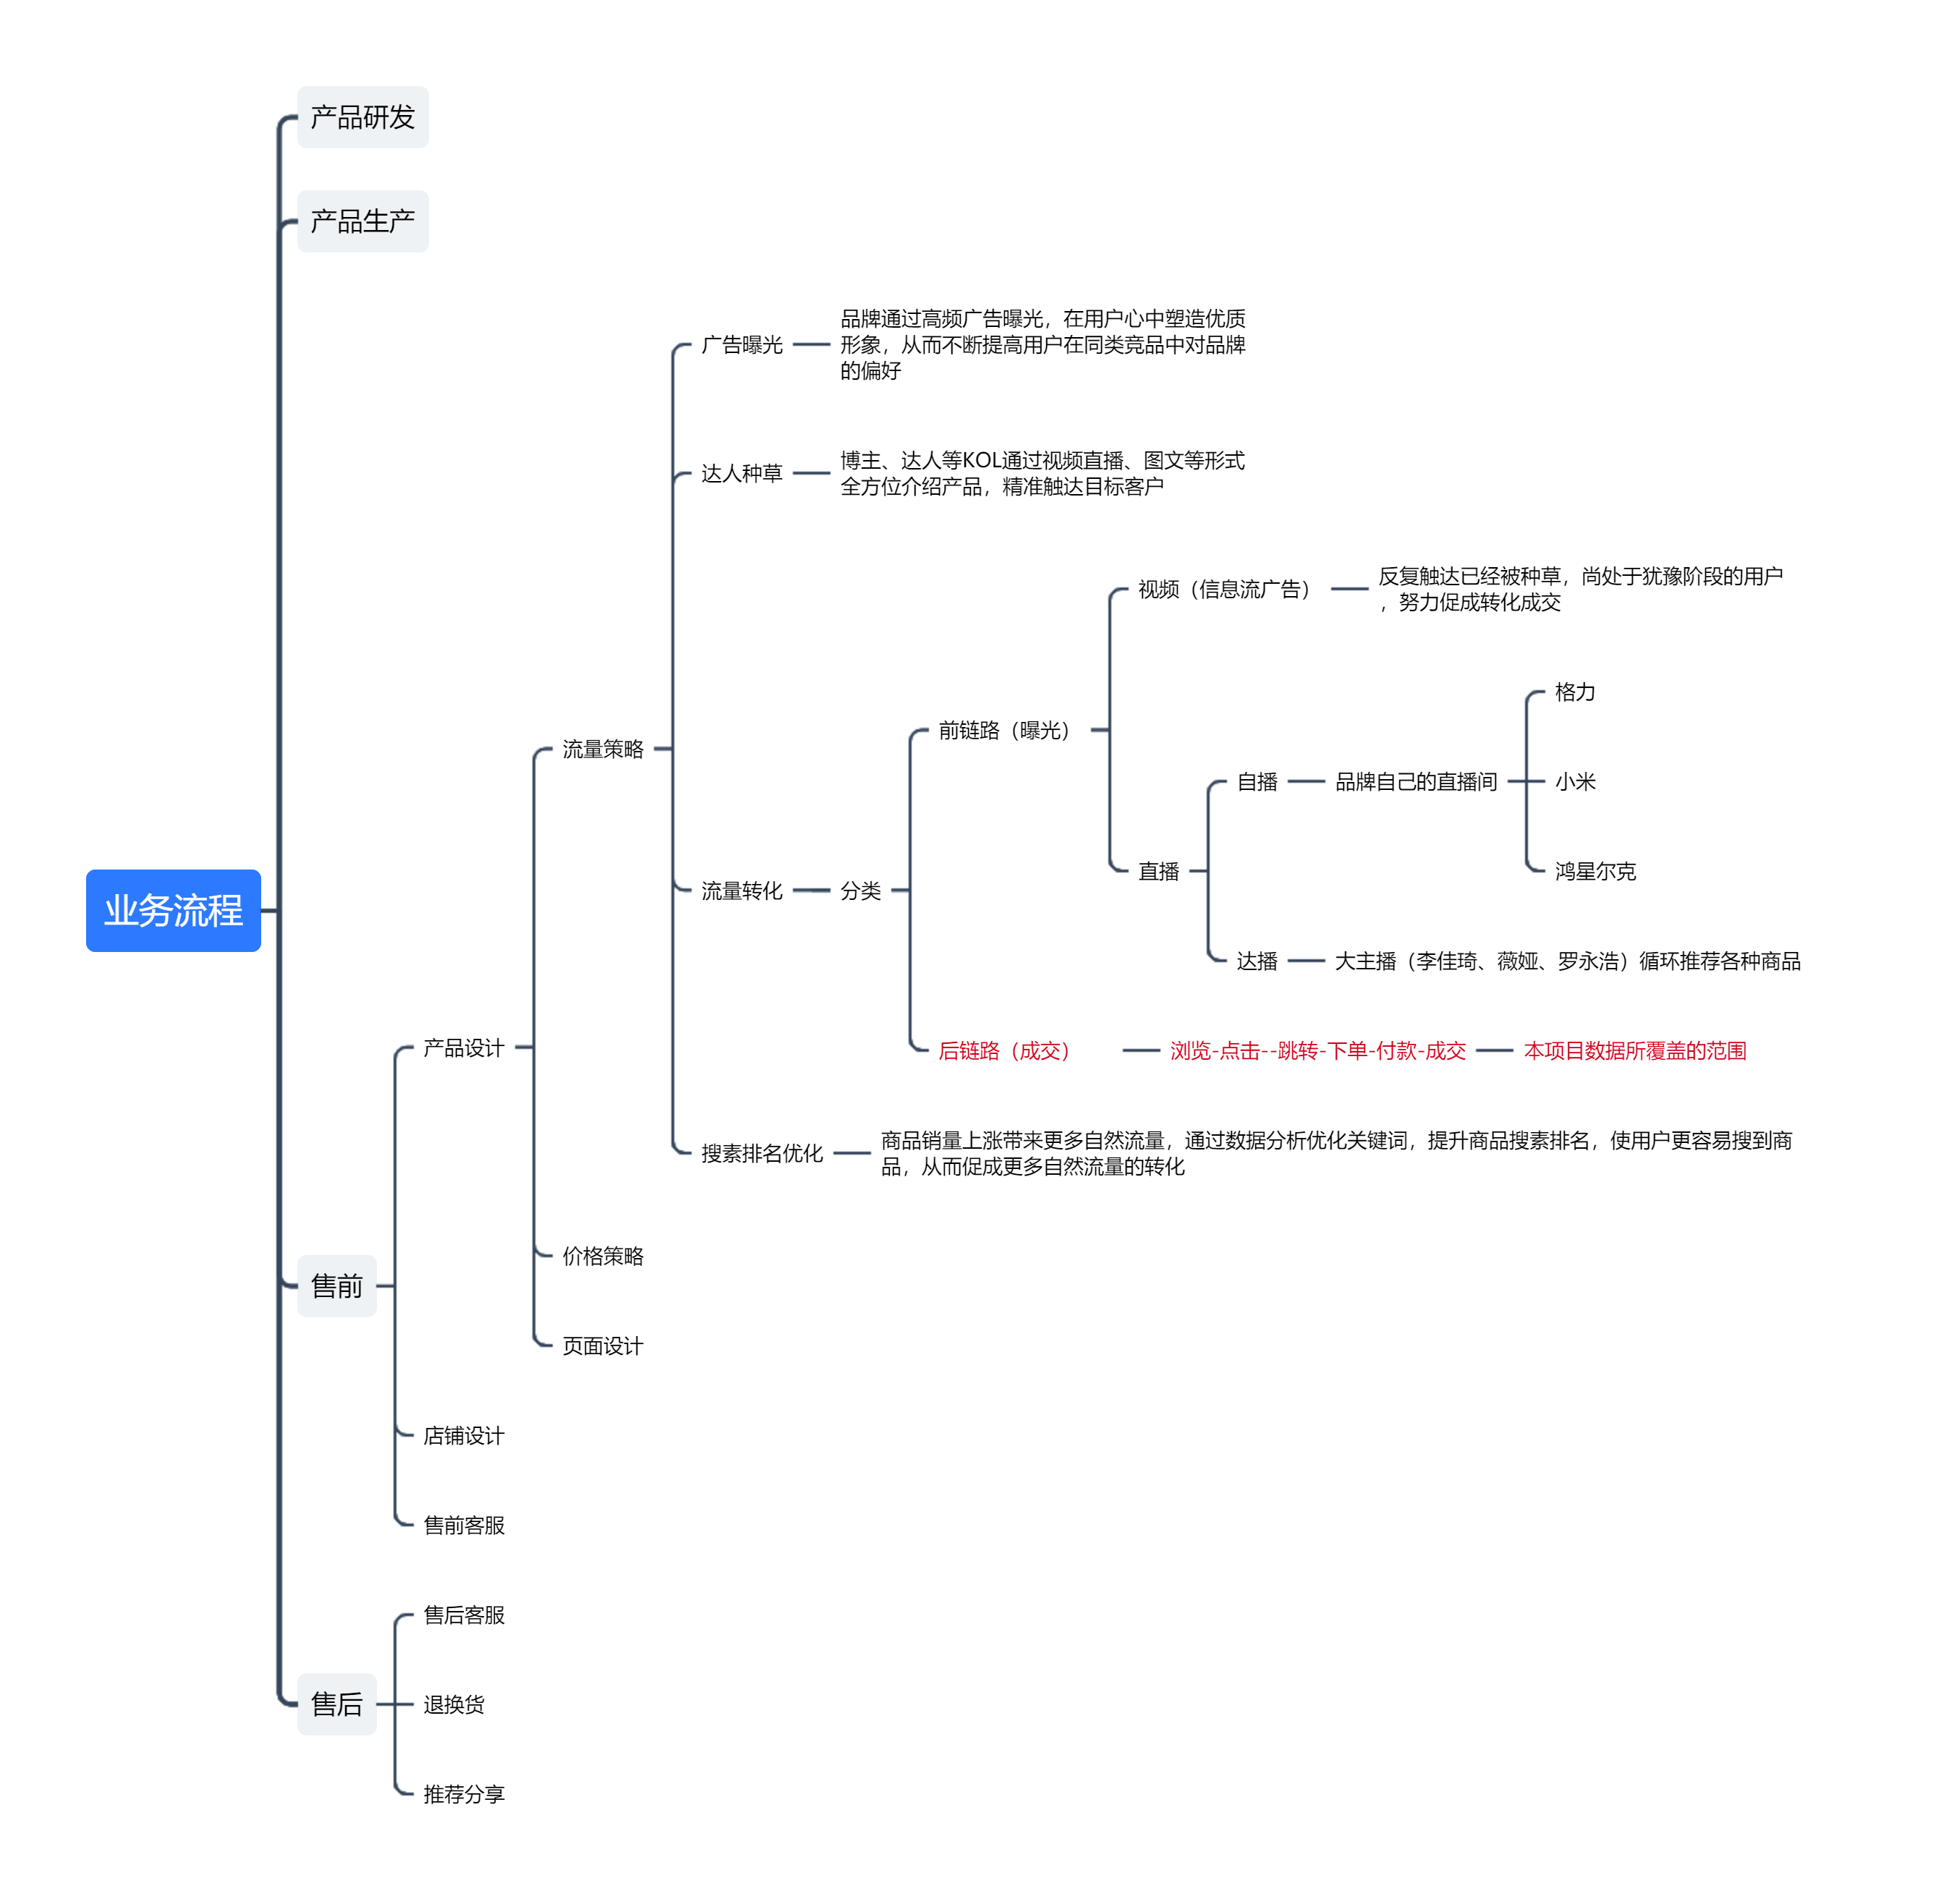 产品研发
产品生产
广告曝光
品牌通过高频广告曝光，在用户心中塑造优质
形象，从而不断提高用户在同类竞品中对品牌
的偏好
达人种草
博主、达人等KOL通过视频直播、图文等形式
全方位介绍产品，精准触达目标客户
视频（信息流广告）
反复触达已经被种草，尚处于犹豫阶段的用户
，努力促成转化成交
格力
前链路（曝光）
流量策略
自播
品牌自己的直播间
小米
直播
鸿星尔克
流量转化
分类
业务流程
达播
大主播（李佳琦、薇娅、罗永浩）循环推荐各种商品
产品设计
后链路（成交）
浏览-点击--跳转-下单-付款-成交
本项目数据所覆盖的范围
搜素排名优化
商品销量上涨带来更多自然流量，通过数据分析优化关键词，提升商品搜素排名，使用户更容易搜到商
品，从而促成更多自然流量的转化
价格策略
售前
页面设计
店铺设计
售前客服
售后客服
售后
退换货
推荐分享